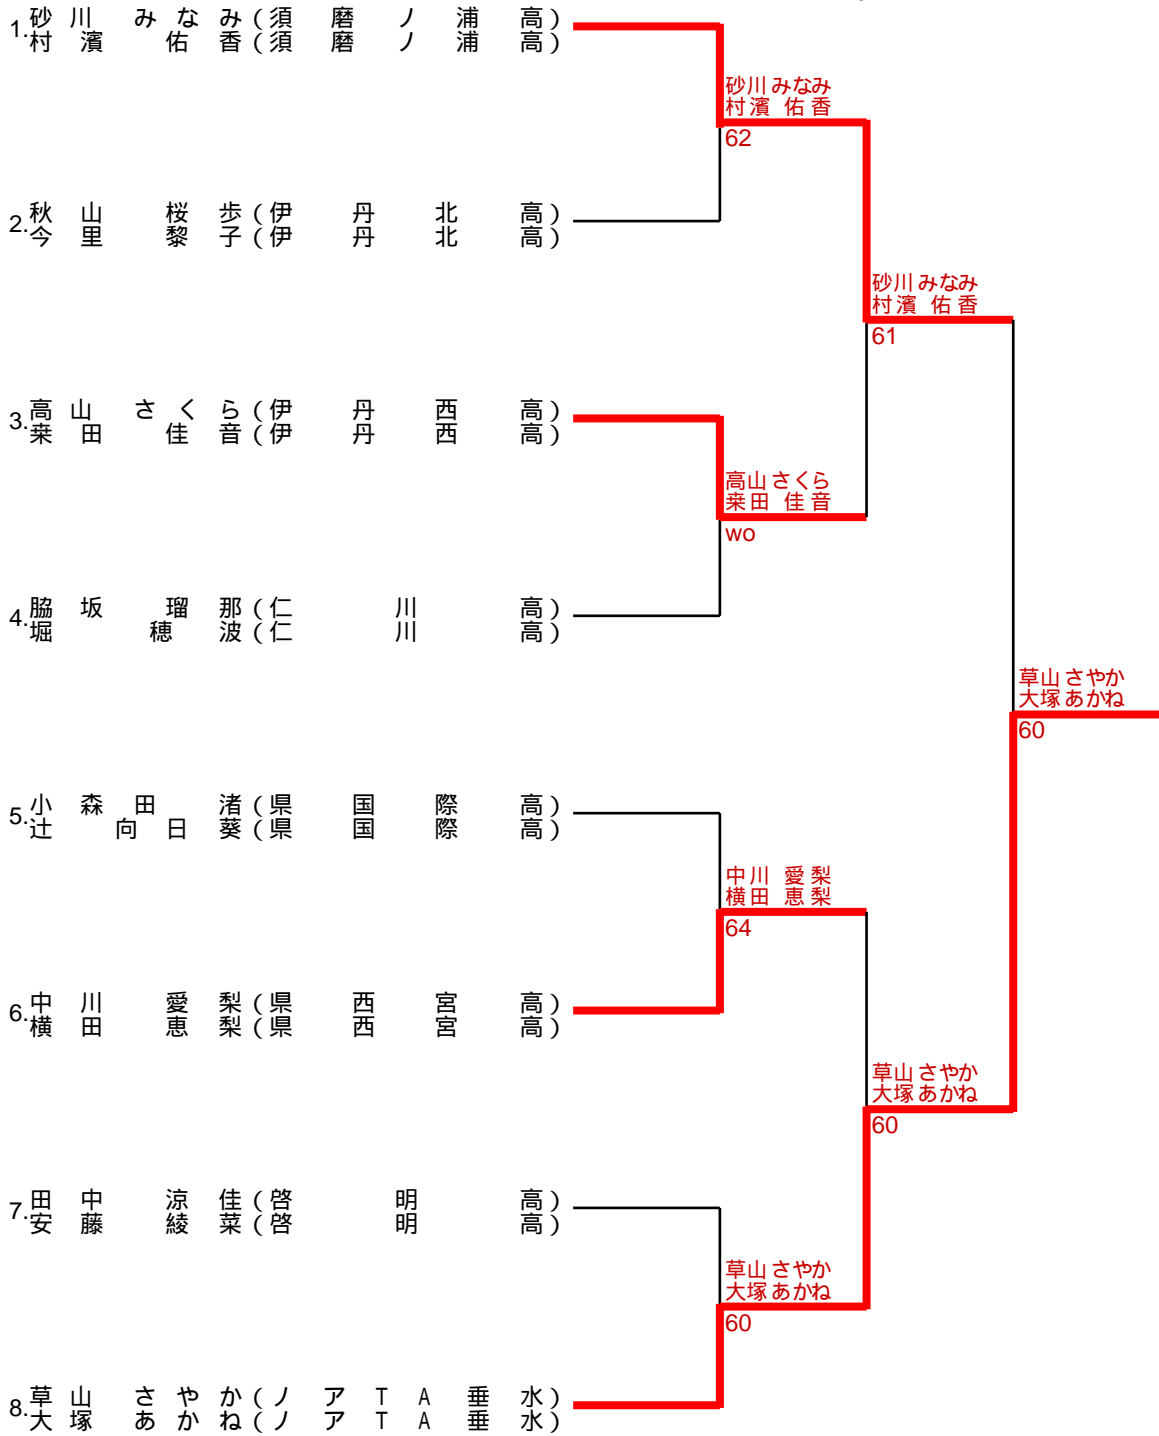 1.砂川 みなみ(須磨ノ浦高)
村濱 佑香(須磨ノ浦高)
砂川 みなみ
村濱 佑香
62
2.秋山 桜歩(伊丹北高)
今里 黎子(伊丹北高)
砂川 みなみ
村濱 佑香
61
3.高山 さくら(伊丹西高)
桒田 佳音(伊丹西高)
高山 さくら
桒田 佳音
wo
4.脇坂 瑠那(仁川高)
堀 穂波(仁川高)
草山 さやか
大塚 あかね
60
5.小森田 渚(県国際高)
辻 向日葵(県国際高)
中川 愛梨
横田 恵梨
64
6.中川 愛梨(県西宮高)
横田 恵梨(県西宮高)
草山 さやか
大塚 あかね
60
7.田中 涼佳(啓明高)
安藤 綾菜(啓明高)
草山 さやか
大塚 あかね
60
8.草山 さやか(ノアTA垂水)
大塚 あかね(ノアTA垂水)